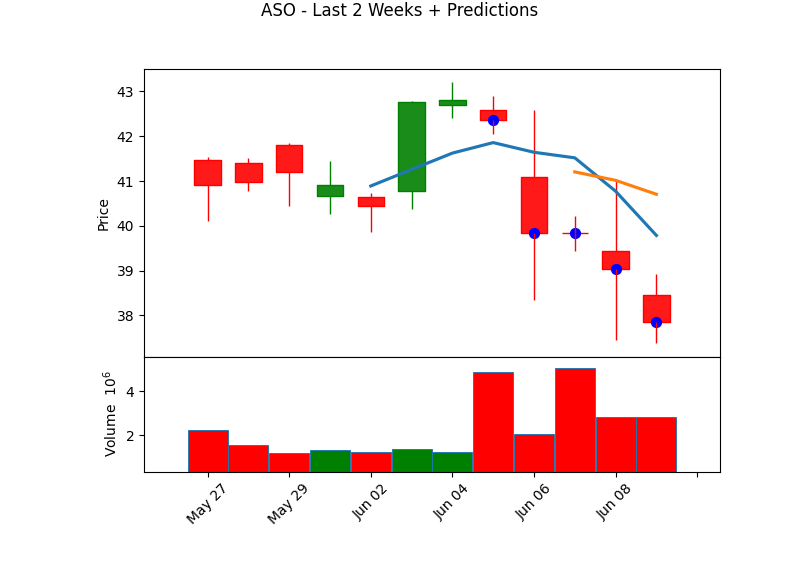 ASO - Last 2 Weeks + Predictions
43
42
41
40
39
38
Price
4
2
Volume 10^6
May 27
May 29
Jun 02
Jun 04
Jun 06
Jun 08